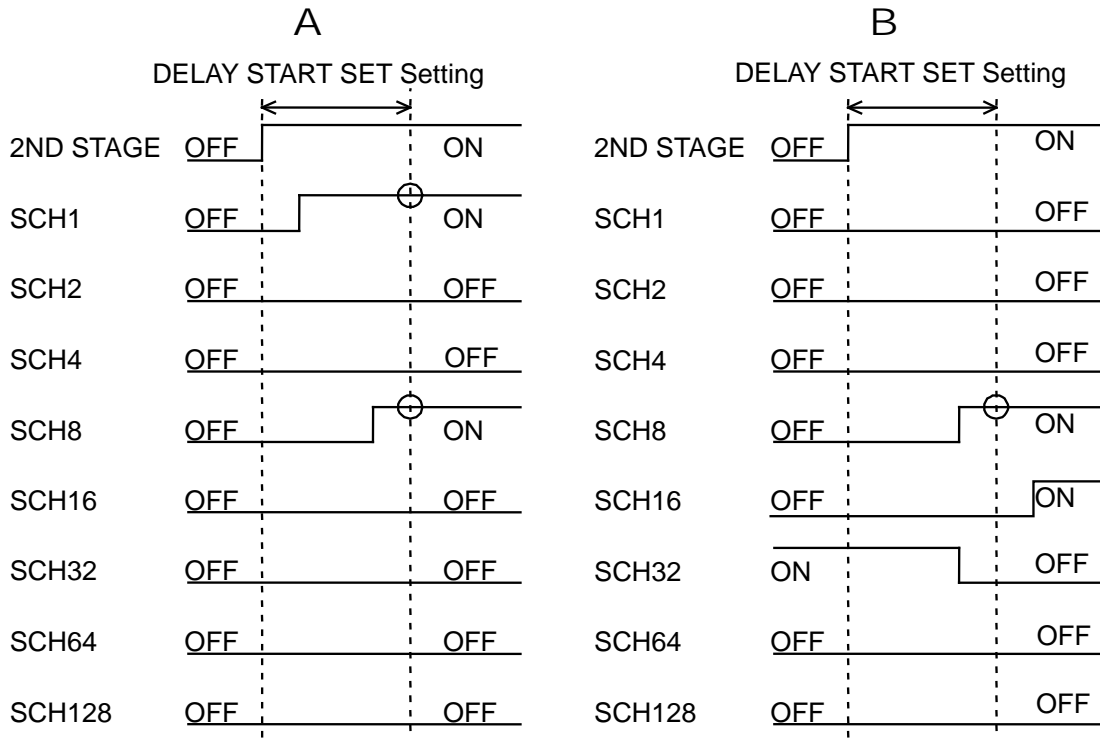 A
DELAY START SET Setting
2ND STAGE OFF ON
SCH1 OFF ON
SCH2 OFF OFF
SCH4 OFF OFF
SCH8 OFF ON
SCH16 OFF OFF
SCH32 OFF OFF
SCH64 OFF OFF
SCH128 OFF OFF
B
DELAY START SET Setting
2ND STAGE OFF ON
SCH1 OFF OFF
SCH2 OFF OFF
SCH4 OFF OFF
SCH8 OFF ON
SCH16 OFF ON
SCH32 ON OFF
SCH64 OFF OFF
SCH128 OFF OFF